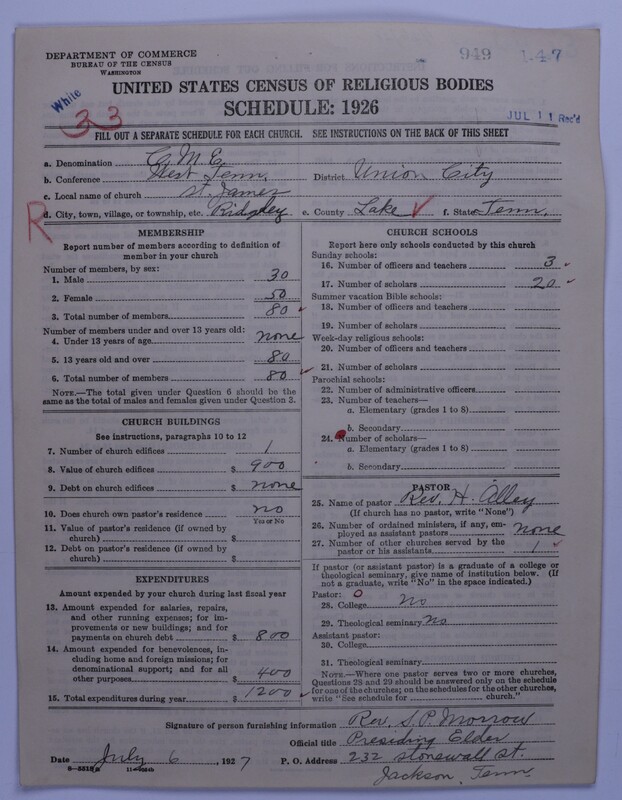 949 1-47
DEPARTMENT OF COMMERCE
BUREAU OF THE CENSUS
WASHINGTON
White
33
UNITED STATES CENSUS OF RELIGIOUS BODIES
SCHEDULE: 1926
JUL 11 Rec'd
FILL OUT A SEPARATE SCHEDULE FOR EACH CHURCH. SEE INSTRUCTIONS ON THE BACK OF THIS SHEET
a. Denomination C. M. E.
b. Conference West Tenn. District Union City
c. Local name of church St. James
R
d. City, town, village, or township, etc. Ridgley e. County Lake f. State Tenn.
MEMBERSHIP
Report number of members according to definition of
member in your church
Number of members, by sex:
1. Male 30
2. Female 50
3. Total number of members 80
Number of members under and over 13 years old:
4. Under 13 years of age none
5. 13 years old and over 80
6. Total number of members 80
NOTE.—The total given under Question 6 should be the
same as the total of males and females given under Question 3.
CHURCH BUILDINGS
See instructions, paragraphs 10 to 12
7. Number of church edifices 1
8. Value of church edifices $ 900
9. Debt on church edifices $ none
10. Does church own pastor's residence no
Yes or No
11. Value of pastor's residence (if owned by
church) $
12. Debt on pastor's residence (if owned by
church) $
EXPENDITURES
Amount expended by your church during last fiscal year
13. Amount expended for salaries, repairs,
and other running expenses; for im-
provements or new buildings; and for
payments on church debt $ 800
14. Amount expended for benevolences, in-
cluding home and foreign missions; for
denominational support; and for all
other purposes $ 400
15. Total expenditures during year $ 1200
CHURCH SCHOOLS
Report here only schools conducted by this church
Sunday schools:
16. Number of officers and teachers 3
17. Number of scholars 20
Summer vacation Bible schools:
18. Number of officers and teachers
19. Number of scholars
Week-day religious schools:
20. Number of officers and teachers
21. Number of scholars
Parochial schools:
22. Number of administrative officers
23. Number of teachers—
a. Elementary (grades 1 to 8)
b. Secondary
24. Number of scholars—
a. Elementary (grades 1 to 8)
b. Secondary
PASTOR
25. Name of pastor Rev. H. Alley
(If church has no pastor, write "None")
26. Number of ordained ministers, if any, em-
ployed as assistant pastors none
27. Number of other churches served by the
pastor or his assistants 1
If pastor (or assistant pastor) is a graduate of a college or
theological seminary, give name of institution below. (If
not a graduate, write "No" in the space indicated.)
Pastor:
28. College No
29. Theological seminary No
Assistant pastor:
30. College
31. Theological seminary
NOTE.—Where one pastor serves two or more churches,
Questions 28 and 29 should be answered only on the schedule
for one of the churches; on the schedules for the other churches,
write "See schedule for church."
Signature of person furnishing information Rev. S. P. Morrow
Official title Presiding Elder
Date July 6 1927 P. O. Address 232 Stonewall St.
Jackson, Tenn.